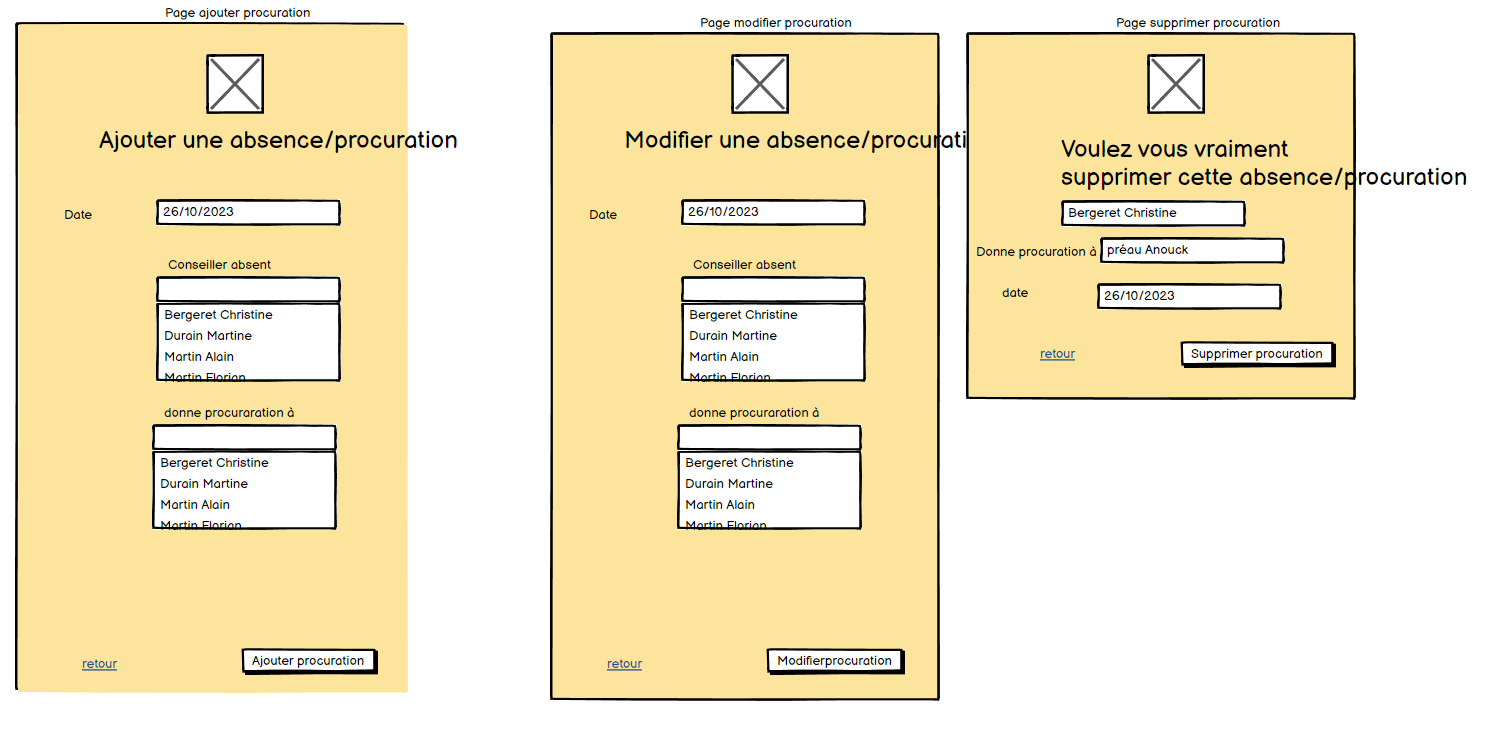 Page ajouter procuration
Ajouter une absence/procuration
Date
26/10/2023
Conseiller absent
Bergeret Christine
Durain Martine
Martin Alain
Martin Florian
donne procuraration à
Bergeret Christine
Durain Martine
Martin Alain
Martin Florian
retour
Ajouter procuration
Page modifier procuration
Modifier une absence/procurati
Date
26/10/2023
Conseiller absent
Bergeret Christine
Durain Martine
Martin Alain
Martin Florian
donne procuraration à
Bergeret Christine
Durain Martine
Martin Alain
Martin Florian
retour
Modifierprocuration
Page supprimer procuration
Voulez vous vraiment
supprimer cette absence/procuration
Bergeret Christine
Donne procuration à
préau Anouck
date
26/10/2023
retour
Supprimer procuration